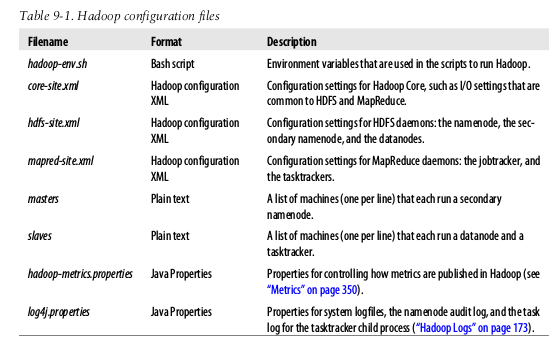 Table 9-1. Hadoop configuration files
Filename Format Description
hadoop-env.sh Bash script Environment variables that are used in the scripts to run Hadoop.
core-site.xml Hadoop configuration Configuration settings for Hadoop Core, such as I/O settings that are
XML common to HDFS and MapReduce.
hdfs-site.xml Hadoop configuration Configuration settings for HDFS daemons: the namenode, the sec-
XML ondary namenode, and the datanodes.
mapred-site.xml Hadoop configuration Configuration settings for MapReduce daemons: the jobtracker, and
XML the tasktrackers.
masters Plain text A list of machines (one per line) that each run a secondary
namenode.
slaves Plain text A list of machines (one per line) that each run a datanode and a
tasktracker.
hadoop-metrics.properties Java Properties Properties for controlling how metrics are published in Hadoop (see
“Metrics” on page 350).
log4j.properties Java Properties Properties for system logfiles, the namenode audit log, and the task
log for the tasktracker child process (“Hadoop Logs” on page 173).